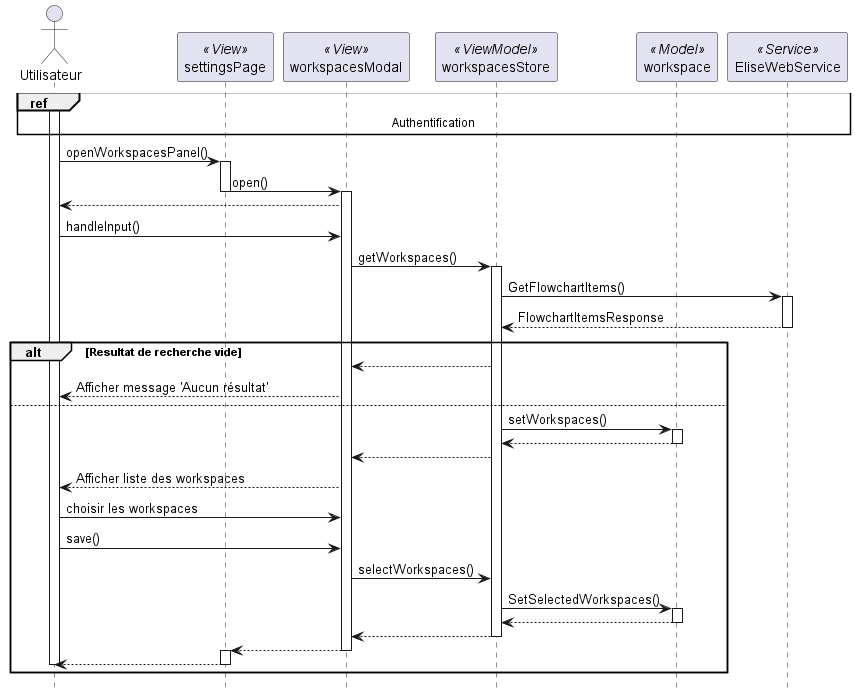 Utilisateur
«View»
settingsPage
«View»
workspacesModal
«ViewModel»
workspacesStore
«Model»
workspace
«Service»
EliseWebService
ref
Authentification
openWorkspacesPanel()
open()
handleInput()
getWorkspaces()
GetFlowchartItems()
FlowchartItemsResponse
alt [Resultat de recherche vide]
Afficher message 'Aucun résultat'
setWorkspaces()
Afficher liste des workspaces
choisir les workspaces
save()
selectWorkspaces()
SetSelectedWorkspaces()